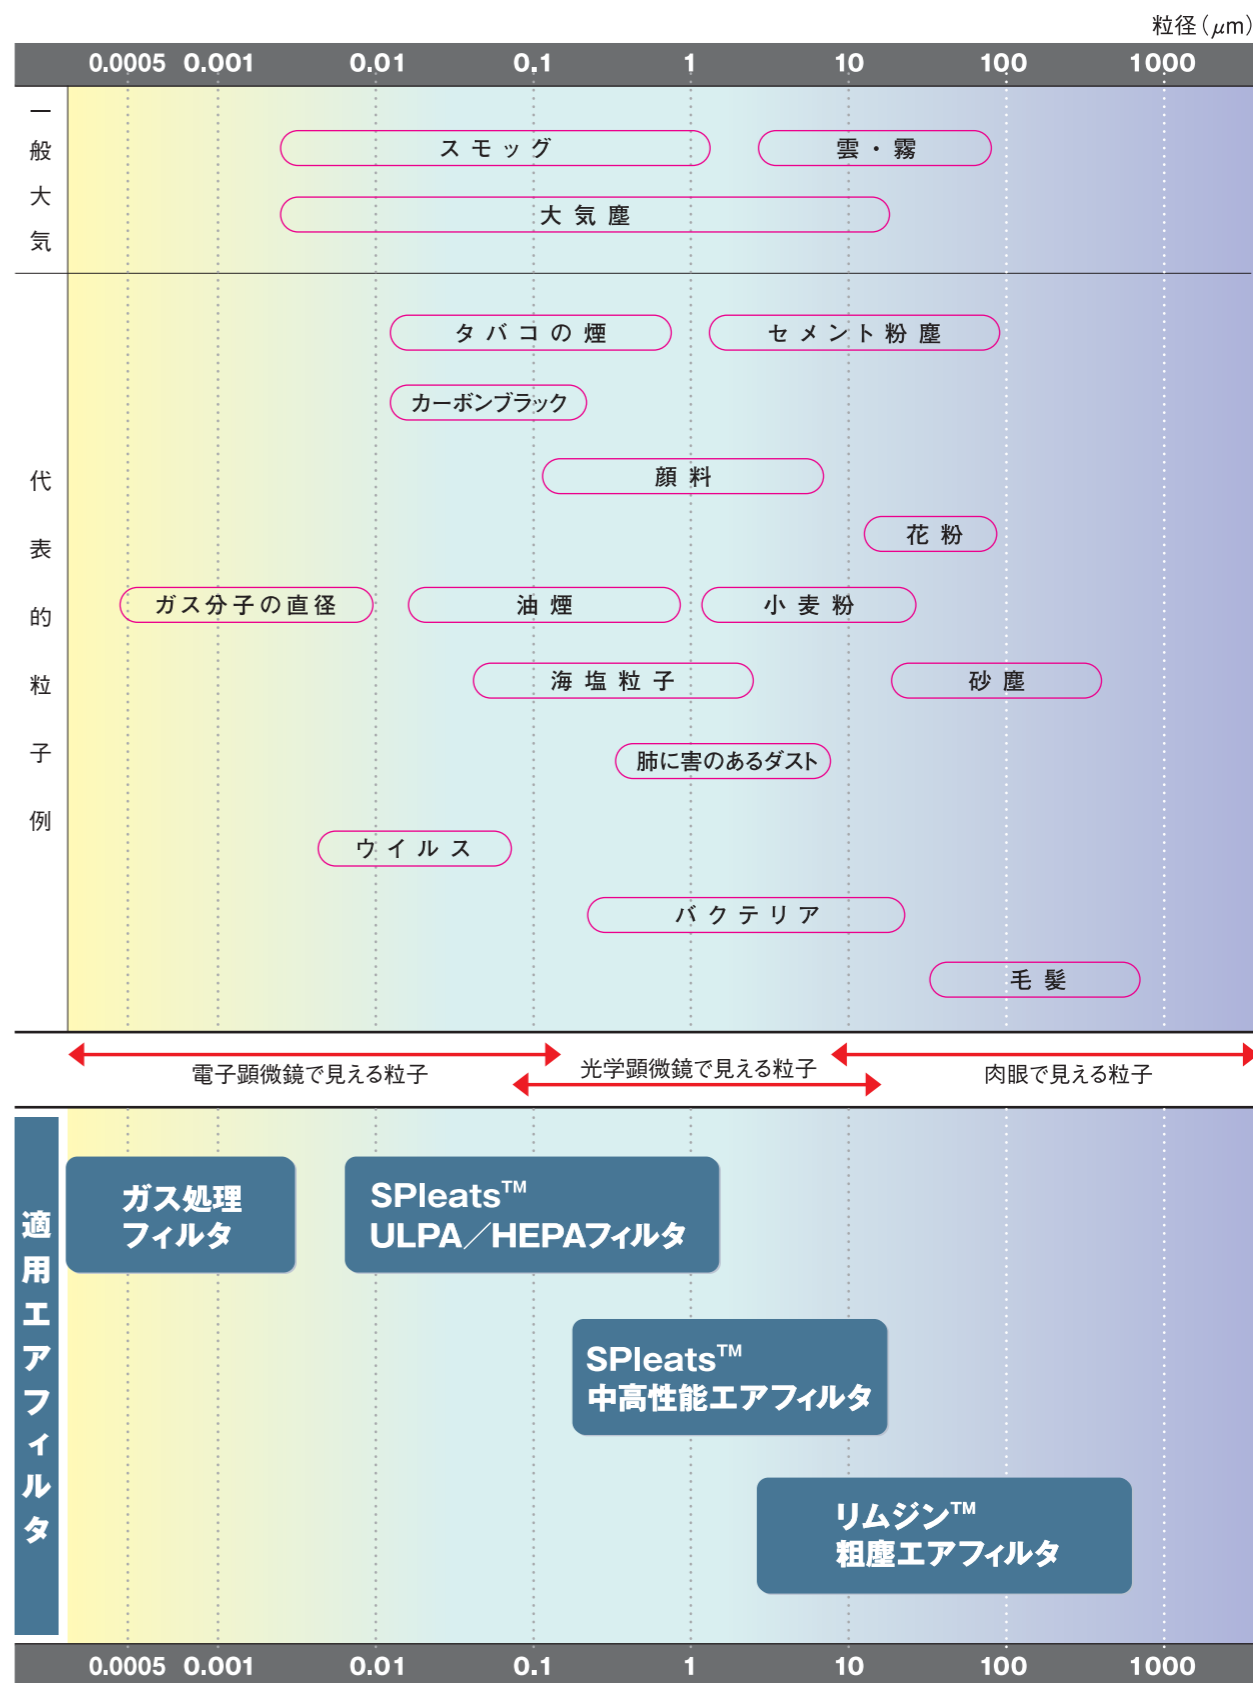 粒径(μm)
0.0005 0.001 0.01 0.1 1 10 100 1000
一般大気
スモッグ 雲・霧
大気塵
代表的粒子例
タバコの煙 セメント粉塵
カーボンブラック
顔料
花粉
ガス分子の直径 油煙 小麦粉
海塩粒子 砂塵
肺に害のあるダスト
ウイルス
バクテリア
毛髪
電子顕微鏡で見える粒子 光学顕微鏡で見える粒子 肉眼で見える粒子
適用エアフィルタ
ガス処理
フィルタ
SPleats™
ULPA/HEPAフィルタ
SPleats™
中高性能エアフィルタ
リムジン™
粗塵エアフィルタ
0.0005 0.001 0.01 0.1 1 10 100 1000